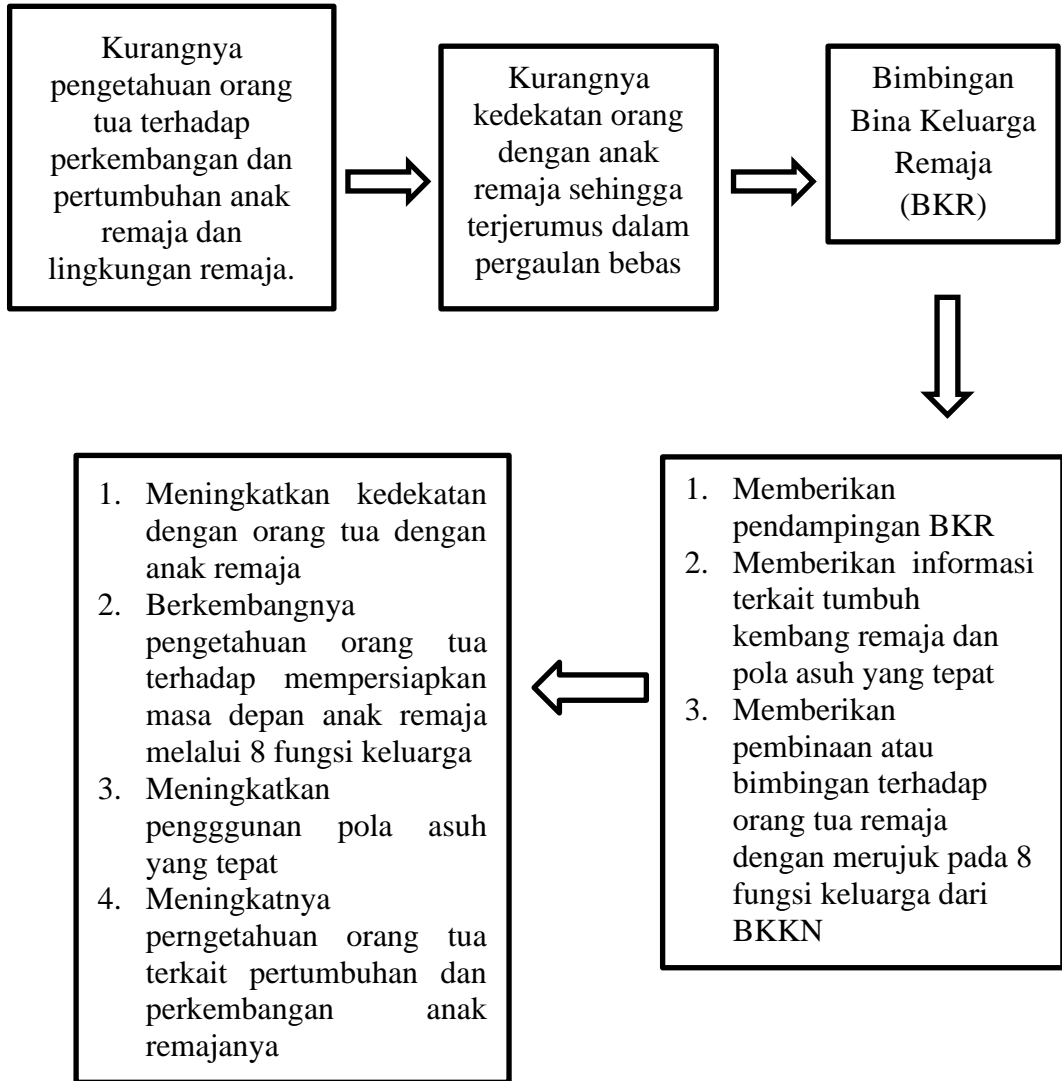 Kurangnya
pengetahuan orang
tua terhadap
perkembangan dan
pertumbuhan anak
remaja dan
lingkungan remaja.
Kurangnya
kedekatan orang
dengan anak
remaja sehingga
terjerumus dalam
pergaulan bebas
Bimbingan
Bina Keluarga
Remaja
(BKR)
1. Memberikan
pendampingan BKR
2. Memberikan informasi
terkait tumbuh
kembang remaja dan
pola asuh yang tepat
3. Memberikan
pembinaan atau
bimbingan terhadap
orang tua remaja
dengan merujuk pada 8
fungsi keluarga dari
BKKN
1. Meningkatkan kedekatan
dengan orang tua dengan
anak remaja
2. Berkembangnya
pengetahuan orang tua
terhadap mempersiapkan
masa depan anak remaja
melalui 8 fungsi keluarga
3. Meningkatkan
pengggunan pola asuh
yang tepat
4. Meningkatnya
perngetahuan orang tua
terkait pertumbuhan dan
perkembangan anak
remajanya